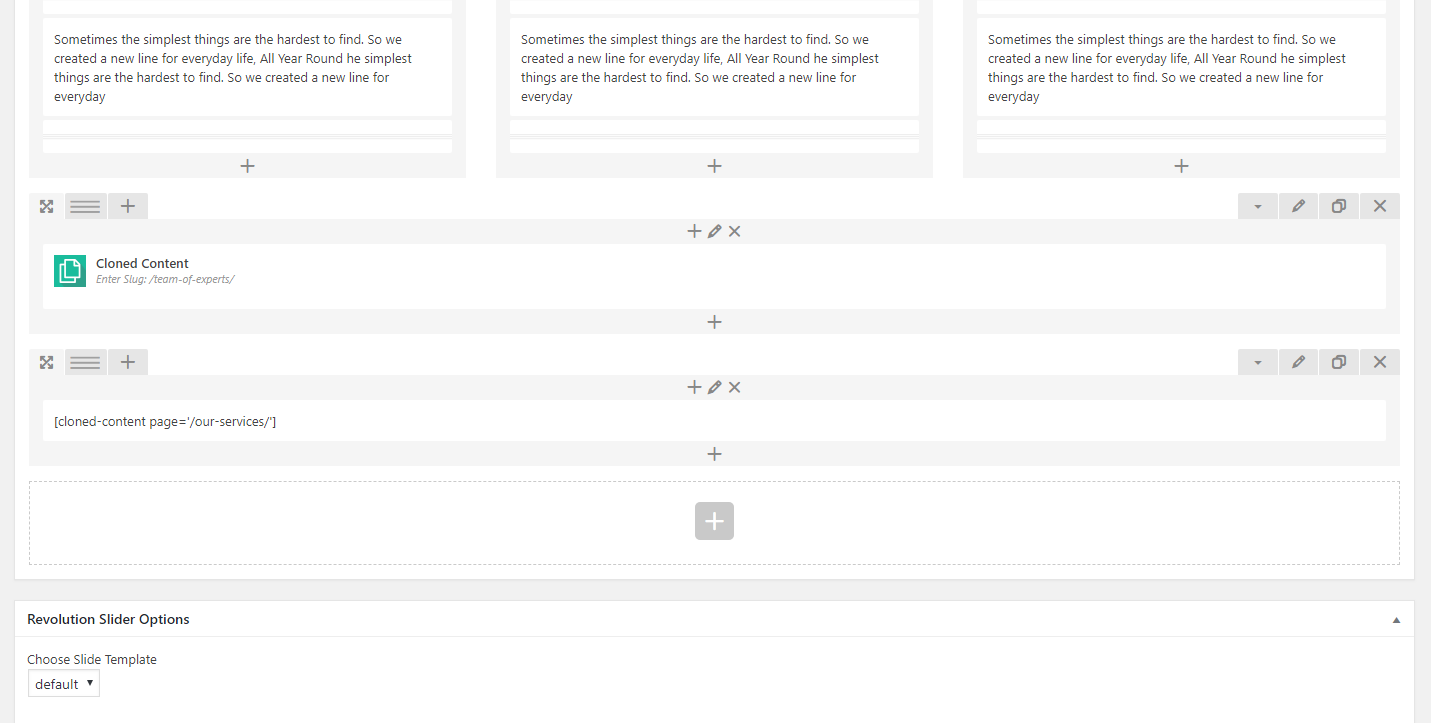 Sometimes the simplest things are the hardest to find. So we
created a new line for everyday life, All Year Round he simplest
things are the hardest to find. So we created a new line for
everyday
Sometimes the simplest things are the hardest to find. So we
created a new line for everyday life, All Year Round he simplest
things are the hardest to find. So we created a new line for
everyday
Sometimes the simplest things are the hardest to find. So we
created a new line for everyday life, All Year Round he simplest
things are the hardest to find. So we created a new line for
everyday
Cloned Content
Enter Slug: /team-of-experts/
[cloned-content page='/our-services/']
Revolution Slider Options
Choose Slide Template
default